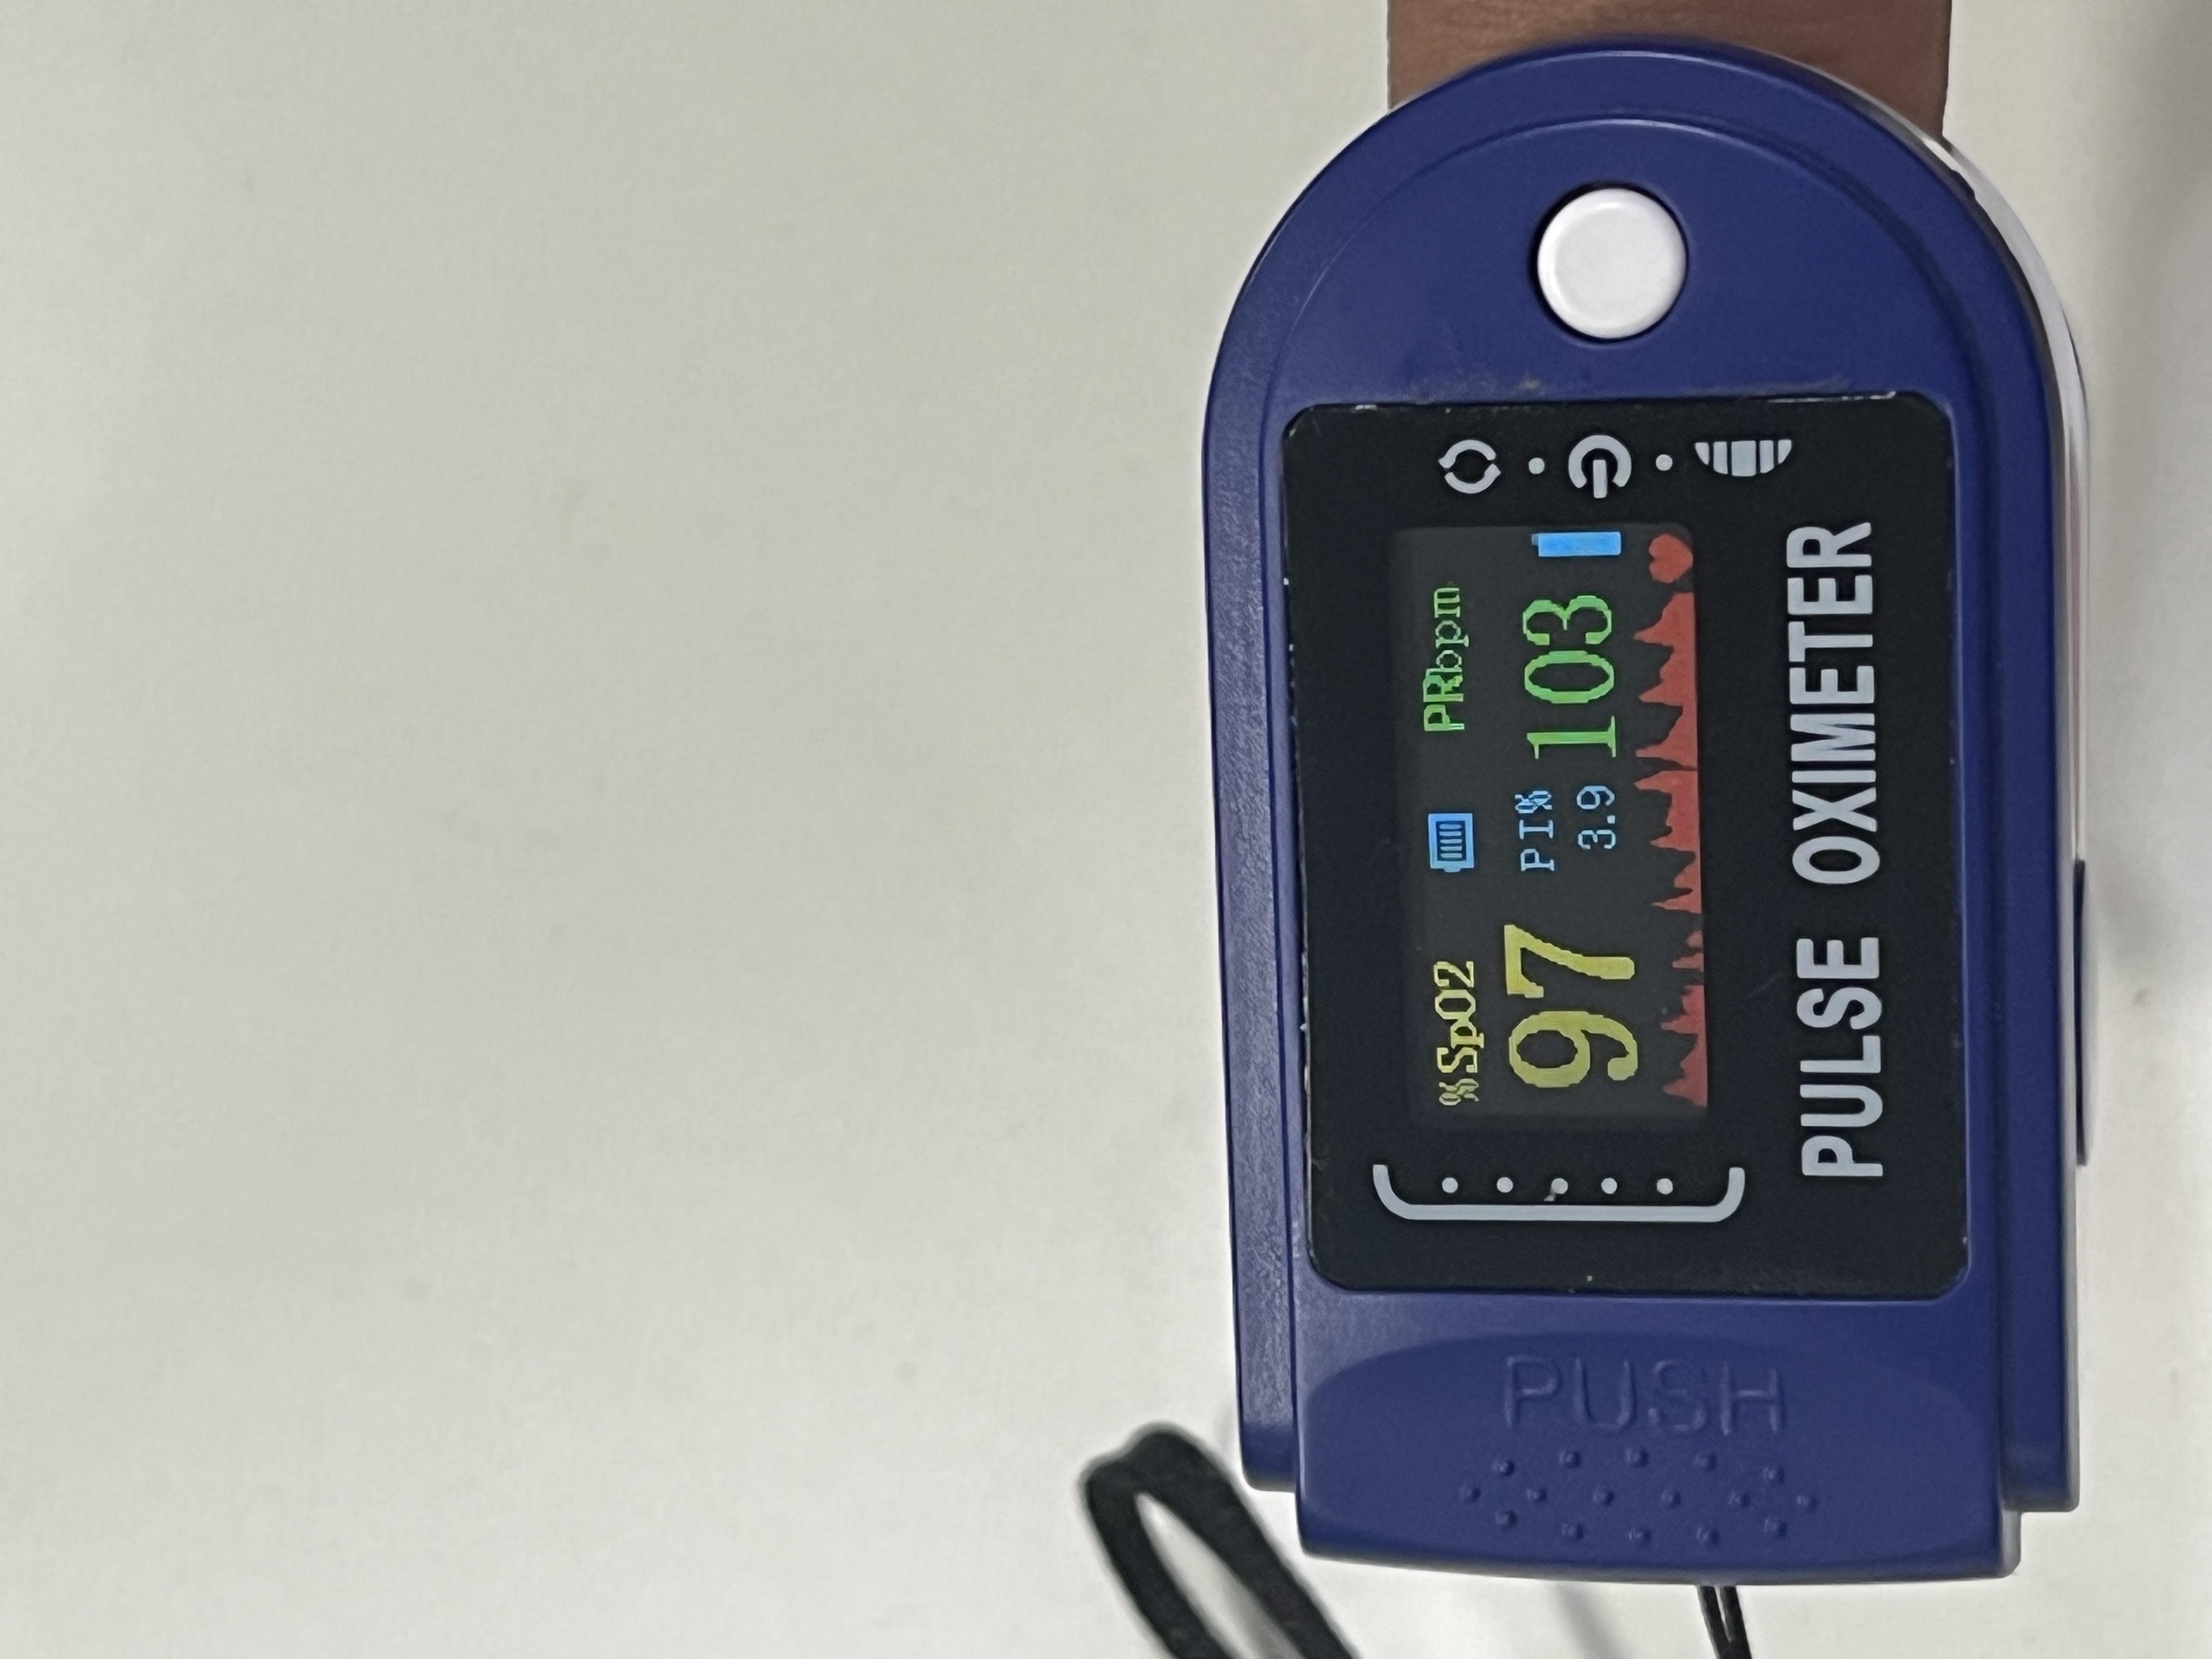 %SpO2 PRbpm
97 PI% 103
3.9
PULSE OXIMETER
PUSH